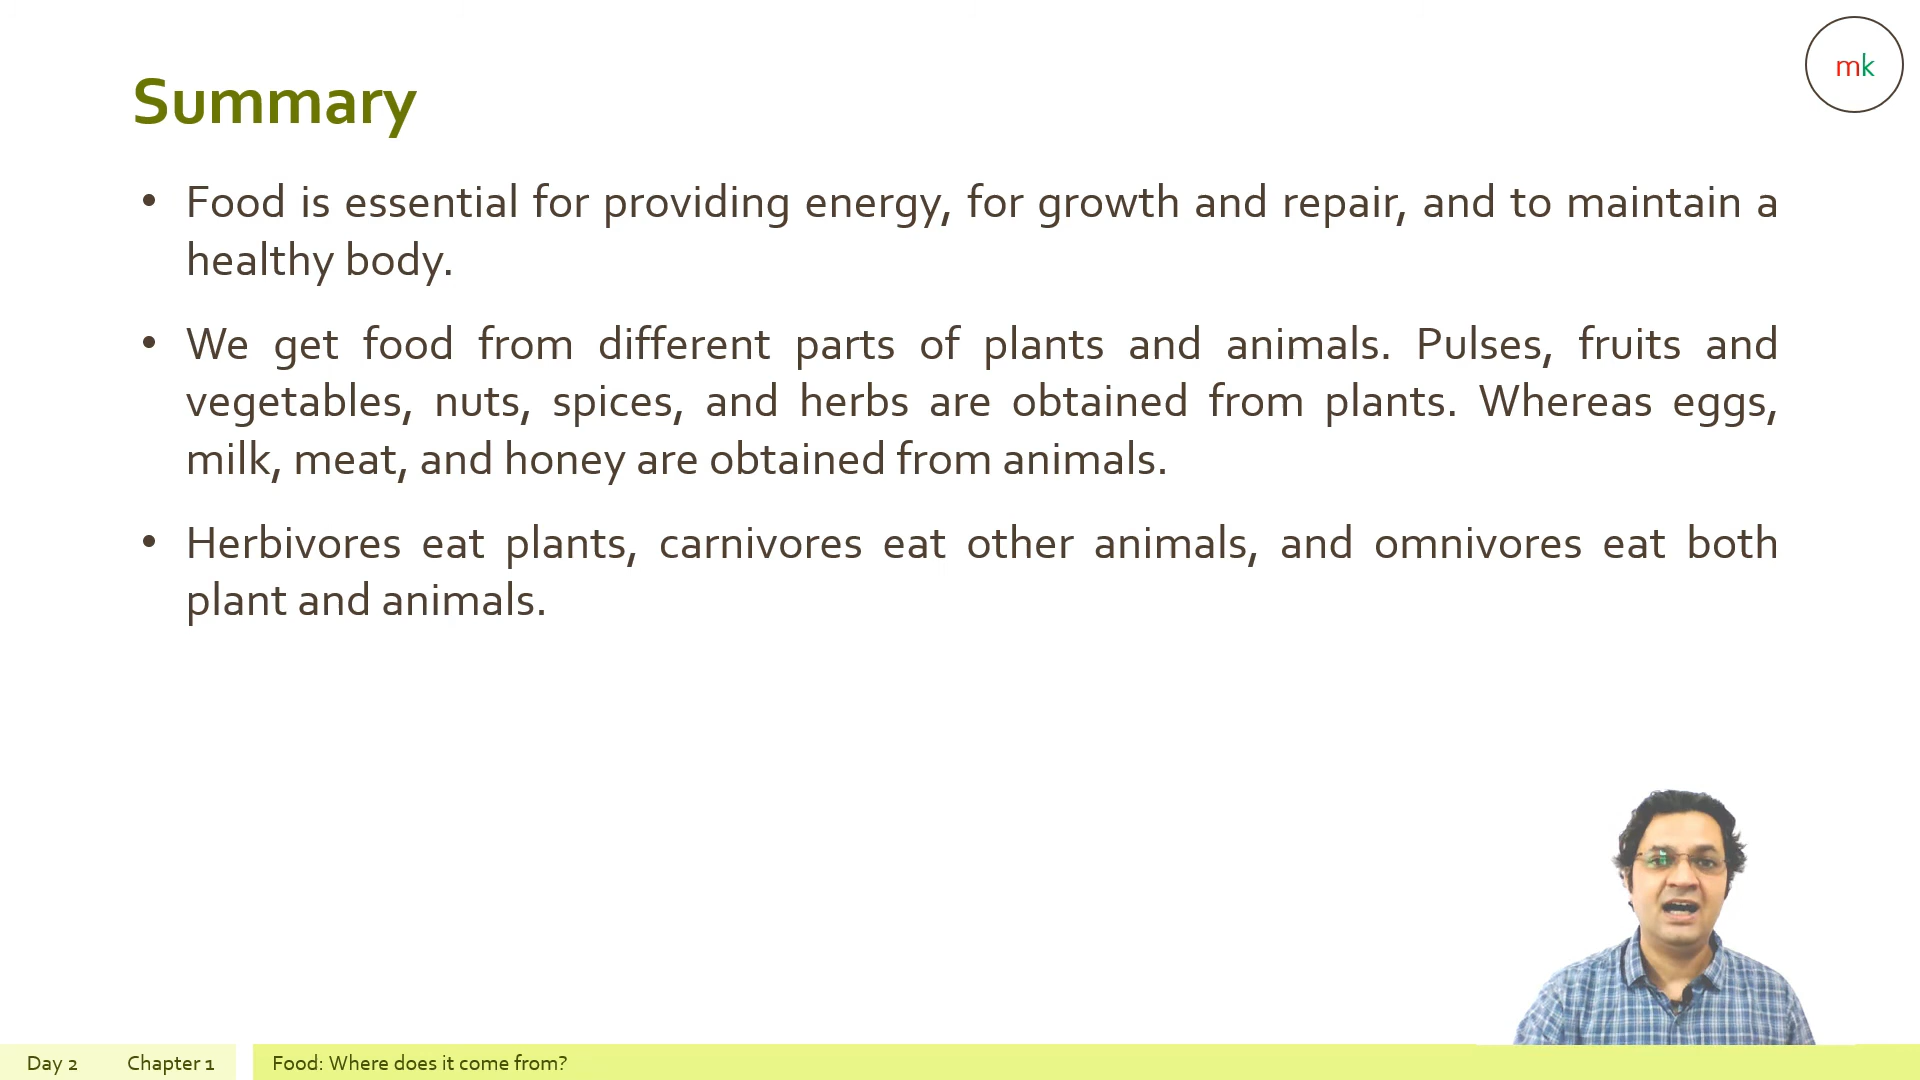 mk
Summary
• Food is essential for providing energy, for growth and repair, and to maintain a
healthy body.
• We get food from different parts of plants and animals. Pulses, fruits and
vegetables, nuts, spices, and herbs are obtained from plants. Whereas eggs,
milk, meat, and honey are obtained from animals.
• Herbivores eat plants, carnivores eat other animals, and omnivores eat both
plant and animals.
Day 2 Chapter 1 Food: Where does it come from?